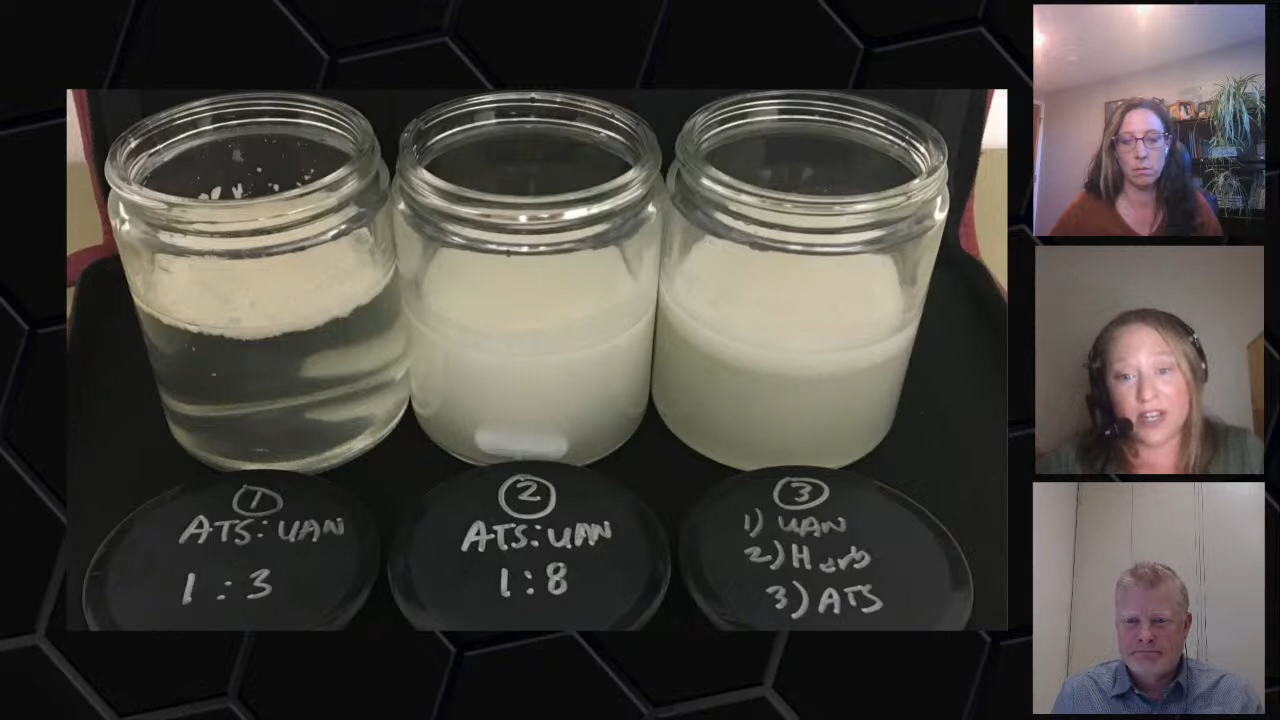 ①
ATS:UAN
1:3
②
ATS:UAN
1:8
③
1) UAN
2) Herb
3) ATS